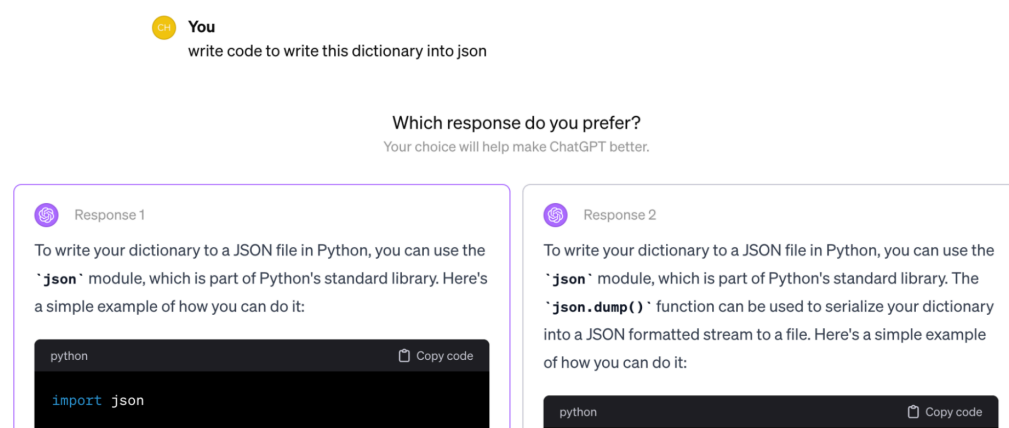 CH
You
write code to write this dictionary into json
Which response do you prefer?
Your choice will help make ChatGPT better.
Response 1
To write your dictionary to a JSON file in Python, you can use the
`json` module, which is part of Python's standard library. Here's
a simple example of how you can do it:
python
Copy code
import json
Response 2
To write your dictionary to a JSON file in Python, you can use the
`json` module, which is part of Python's standard library. The
`json.dump()` function can be used to serialize your dictionary
into a JSON formatted stream to a file. Here's a simple example
of how you can do it:
python
Copy code